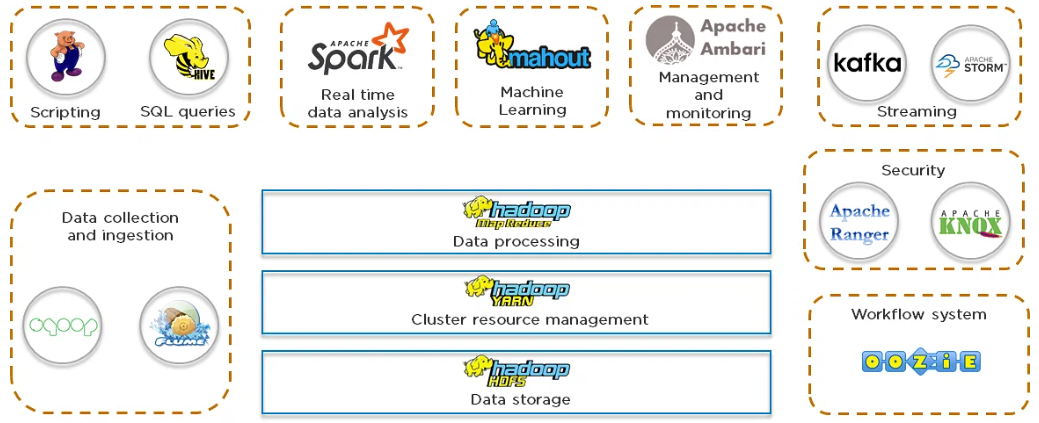 HIVE
Scripting
SQL queries
APACHE
Spark
Real time
data analysis
mahout
Machine
Learning
Apache
Ambari
Management
and
monitoring
kafka
APACHE
STORM
Streaming
Data collection
and ingestion
sqoop
FLUME
hadoop
Map Reduce
Data processing
hadoop
YARN
Cluster resource management
hadoop
HDFS
Data storage
Security
Apache
Ranger
APACHE
KNOX
Workflow system
OOZiE